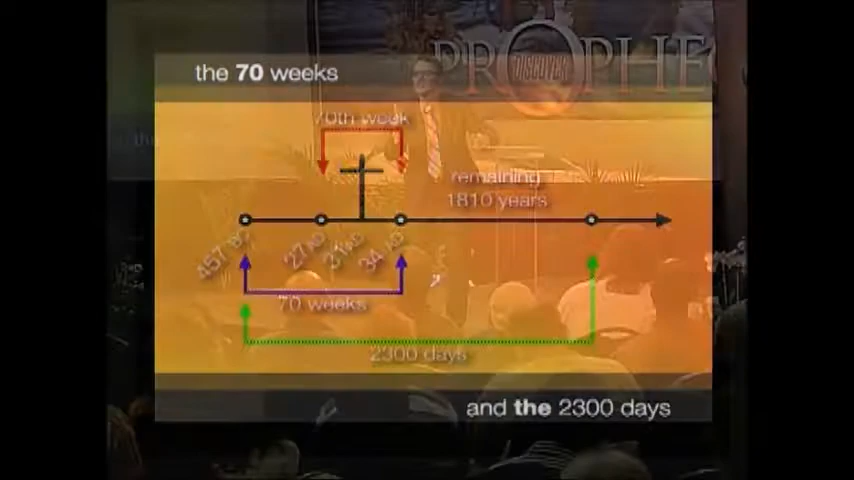 PROPHE
DISCOVER
the 70 weeks
70th week
remaining
1810 years
457 BC
27 AD
31 AD
34 AD
70 weeks
2300 days
and the 2300 days